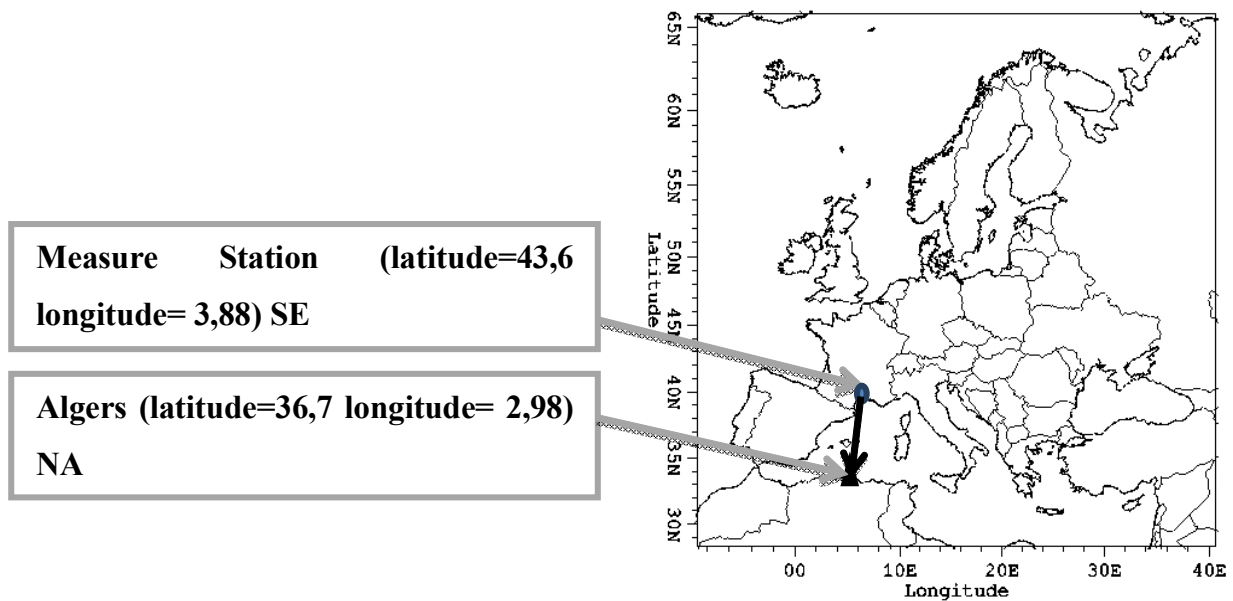 Measure Station (latitude=43,6
longitude= 3,88) SE
Algers (latitude=36,7 longitude= 2,98)
NA
65N
60N
55N
50N
45N
40N
35N
30N
Latitude
00 10E 20E 30E 40E
Longitude